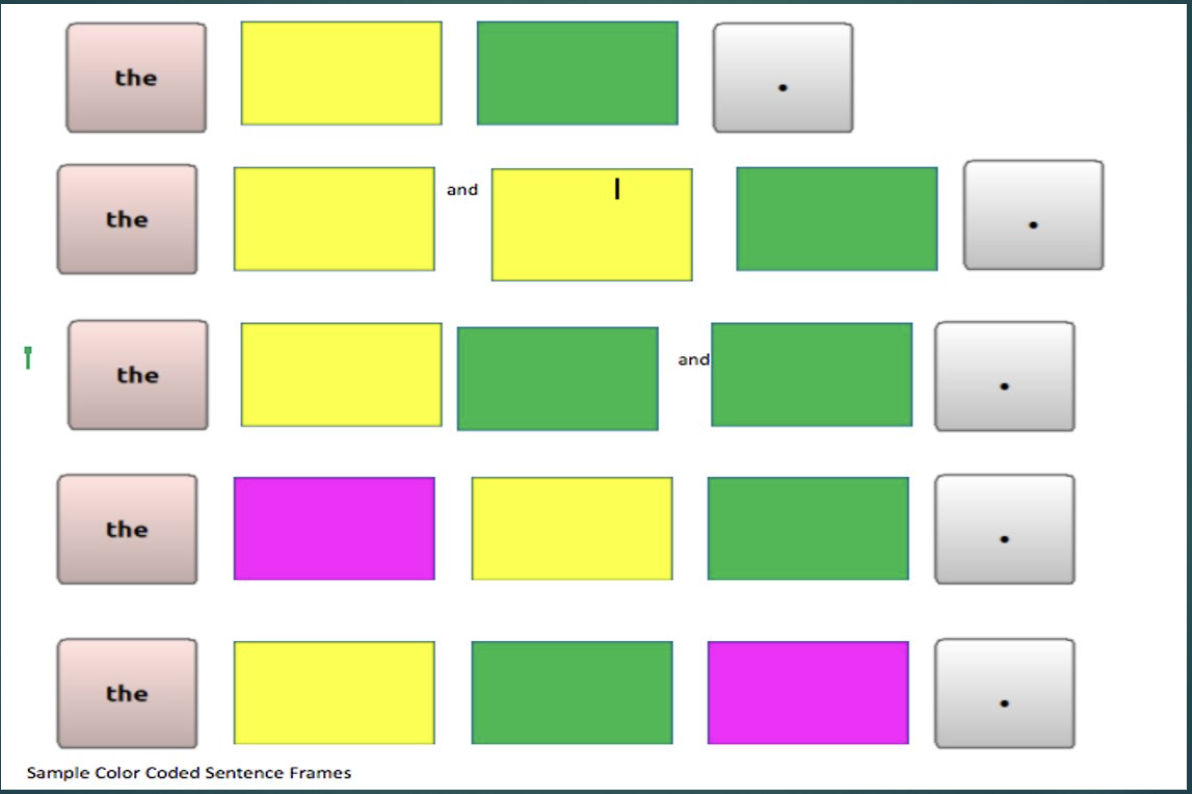 the .
the and .
the and .
the .
the .
Sample Color Coded Sentence Frames